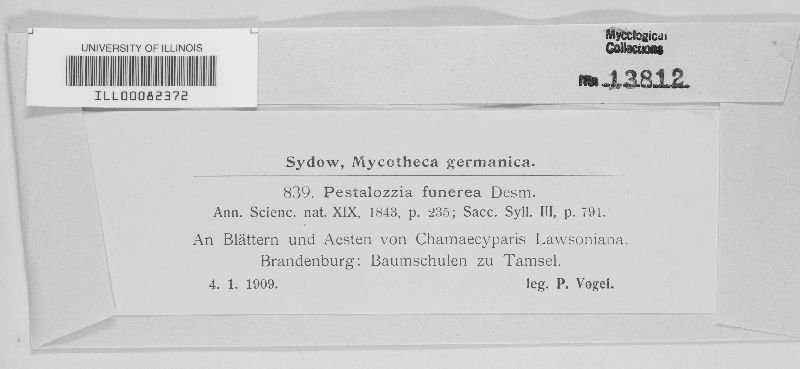 UNIVERSITY OF ILLINOIS
ILL00082372
Mycological
Collections
No. 13812
Sydow, Mycotheca germanica.
839. Pestalozzia funerea Desm.
Ann. Scienc. nat. XIX, 1843, p. 235; Sacc. Syll. III, p. 791.
An Blättern und Aesten von Chamaecyparis Lawsoniana.
Brandenburg: Baumschulen zu Tamsel.
4. 1. 1909. leg. P. Vogel.